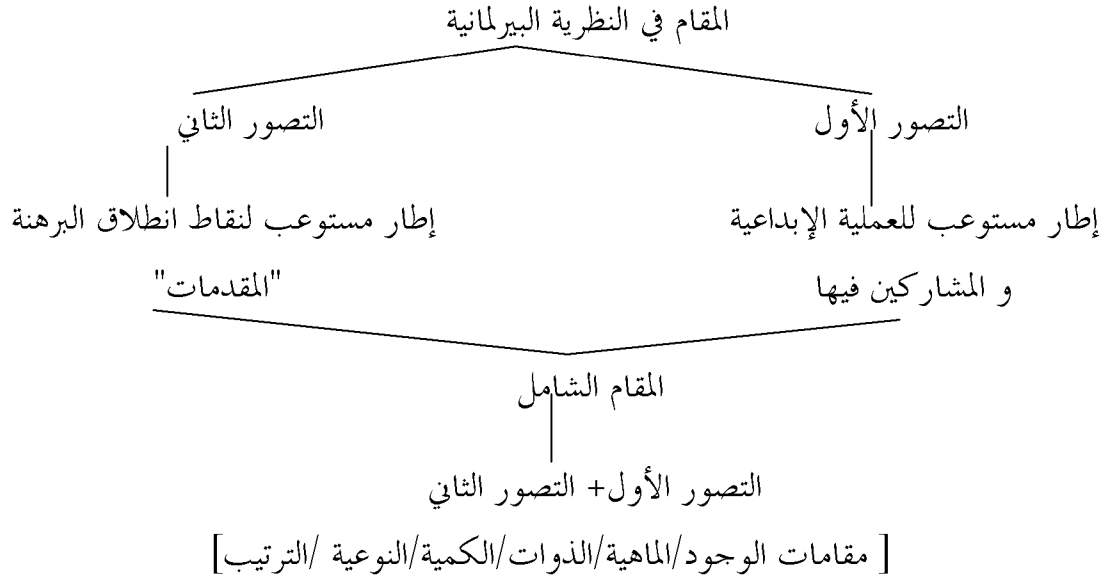 المقام في النظرية البيرلمانية
التصور الأول
التصور الثاني
إطار مستوعب للعملية الإبداعية
إطار مستوعب لنقاط انطلاق البرهنة
و المشاركين فيها
"المقدمات"
المقام الشامل
التصور الأول+ التصور الثاني
[ مقامات الوجود/الماهية/الذوات/الكمية/النوعية /الترتيب]